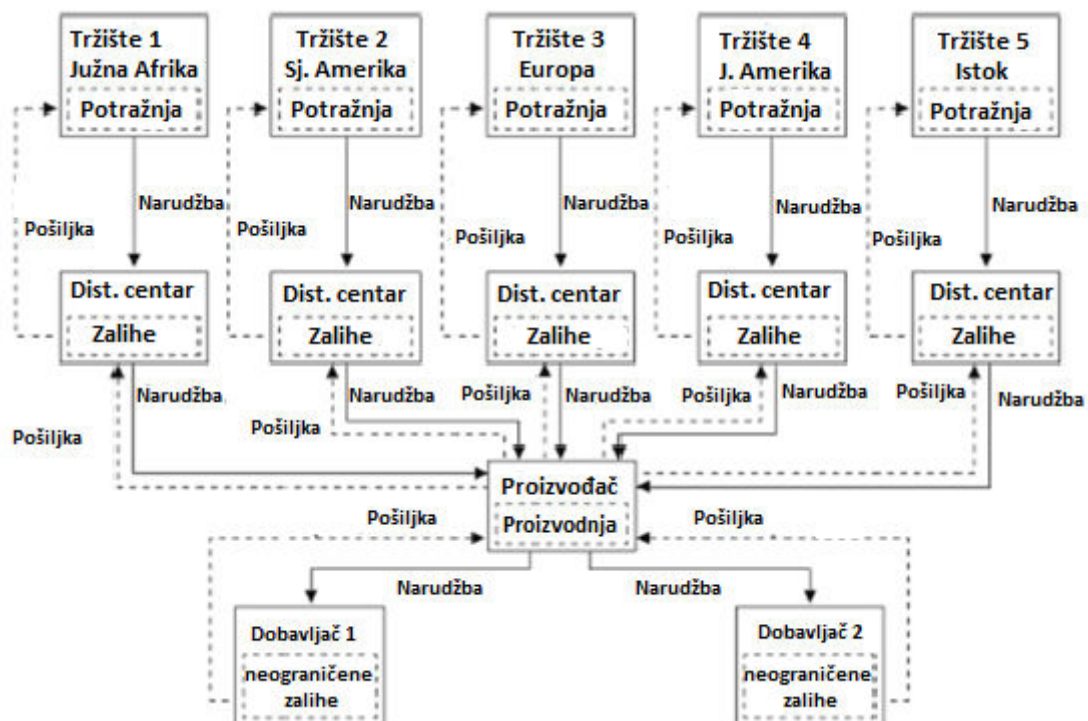 Tržište 1
Južna Afrika
Potražnja
Tržište 2
Sj. Amerika
Potražnja
Tržište 3
Europa
Potražnja
Tržište 4
J. Amerika
Potražnja
Tržište 5
Istok
Potražnja
Narudžba
Narudžba
Narudžba
Narudžba
Narudžba
Pošiljka
Pošiljka
Pošiljka
Pošiljka
Pošiljka
Dist. centar
Zalihe
Dist. centar
Zalihe
Dist. centar
Zalihe
Dist. centar
Zalihe
Dist. centar
Zalihe
Narudžba
Narudžba
Pošiljka
Narudžba
Pošiljka
Narudžba
Pošiljka
Narudžba
Pošiljka
Pošiljka
Proizvođač
Proizvodnja
Pošiljka
Pošiljka
Narudžba
Narudžba
Dobavljač 1
neograničene
zalihe
Dobavljač 2
neograničene
zalihe